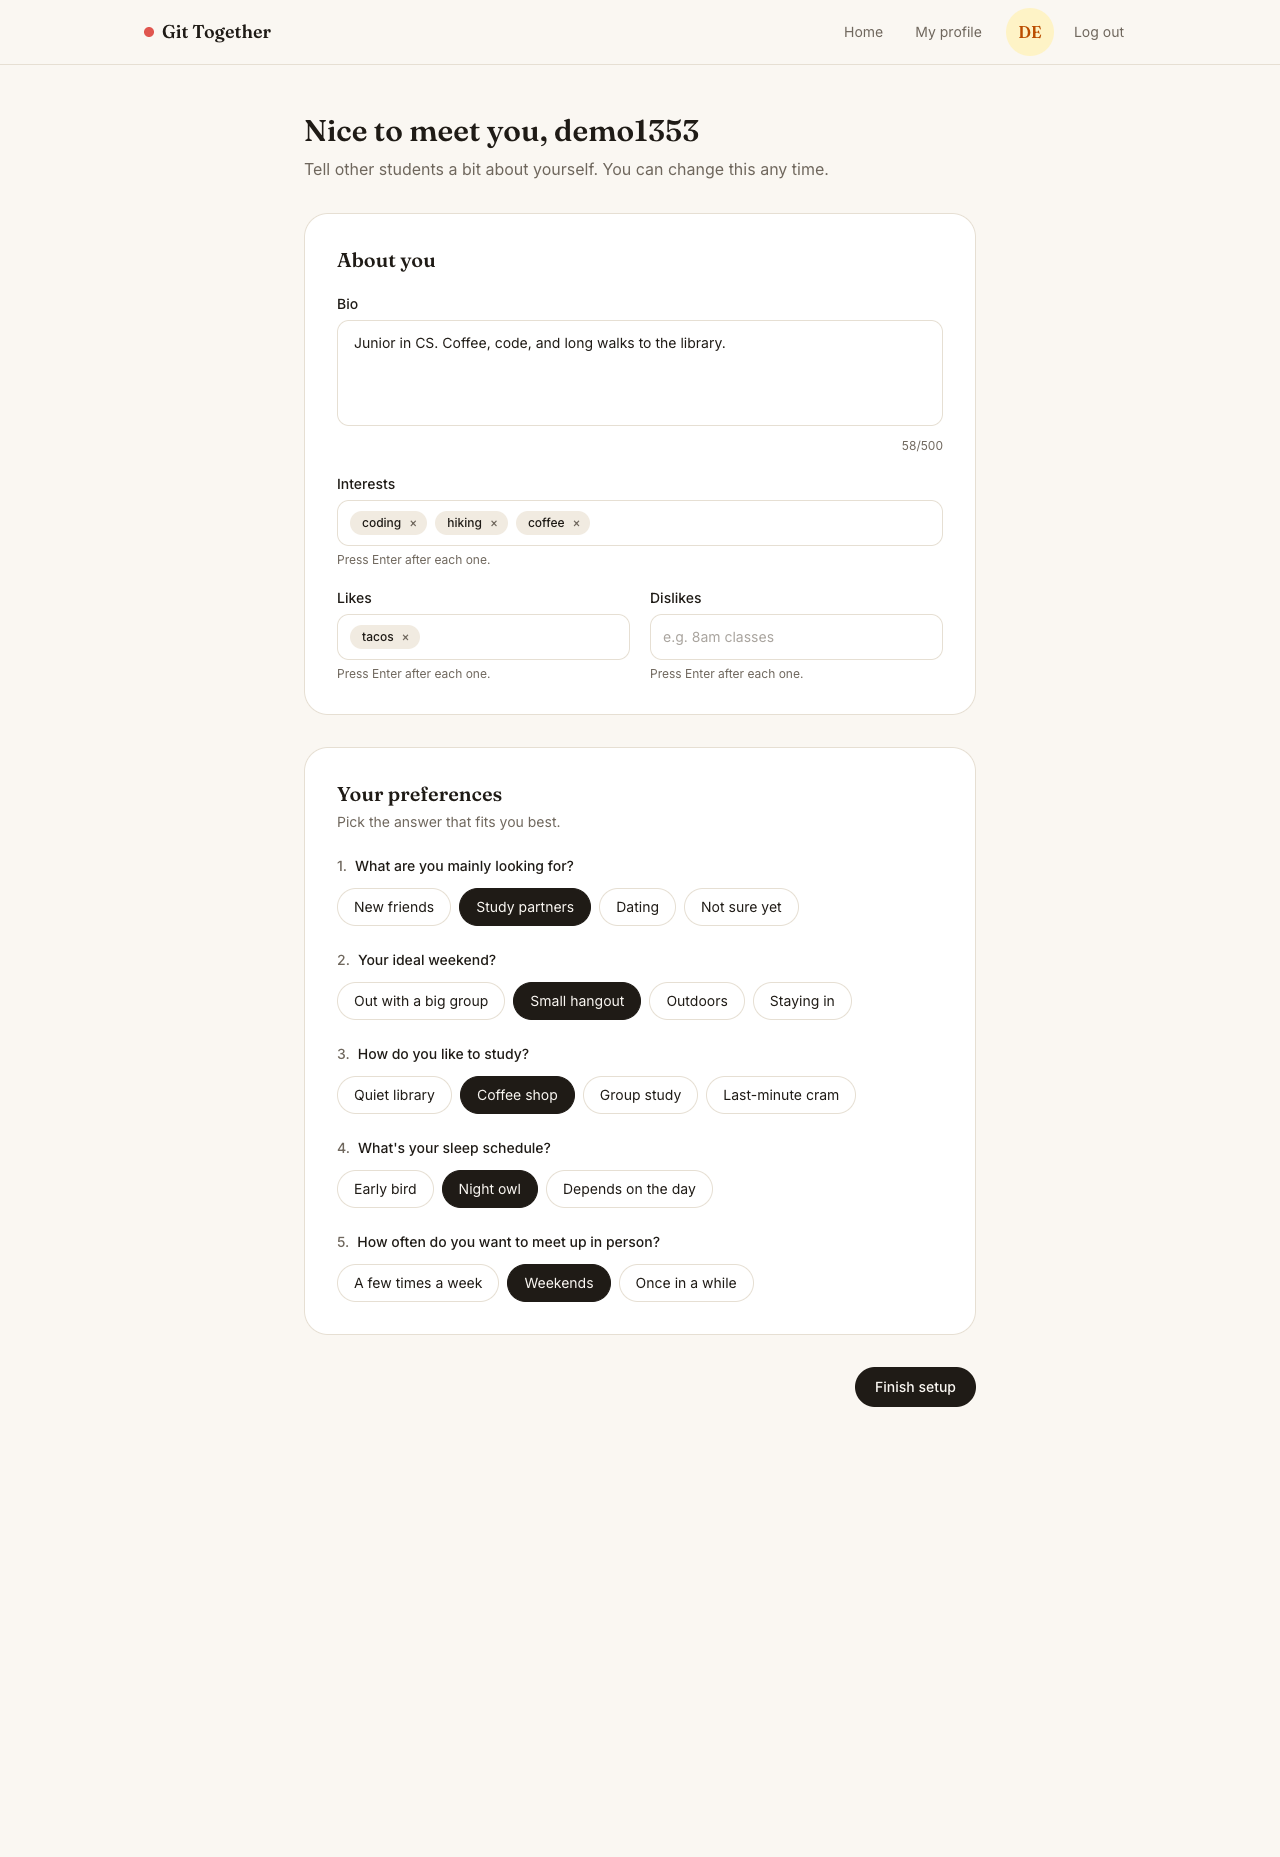 Git Together
Home My profile DE Log out
Nice to meet you, demo1353
Tell other students a bit about yourself. You can change this any time.
About you
Bio
Junior in CS. Coffee, code, and long walks to the library.
58/500
Interests
coding × hiking × coffee ×
Press Enter after each one.
Likes Dislikes
tacos × e.g. 8am classes
Press Enter after each one. Press Enter after each one.
Your preferences
Pick the answer that fits you best.
1. What are you mainly looking for?
New friends Study partners Dating Not sure yet
2. Your ideal weekend?
Out with a big group Small hangout Outdoors Staying in
3. How do you like to study?
Quiet library Coffee shop Group study Last-minute cram
4. What's your sleep schedule?
Early bird Night owl Depends on the day
5. How often do you want to meet up in person?
A few times a week Weekends Once in a while
Finish setup